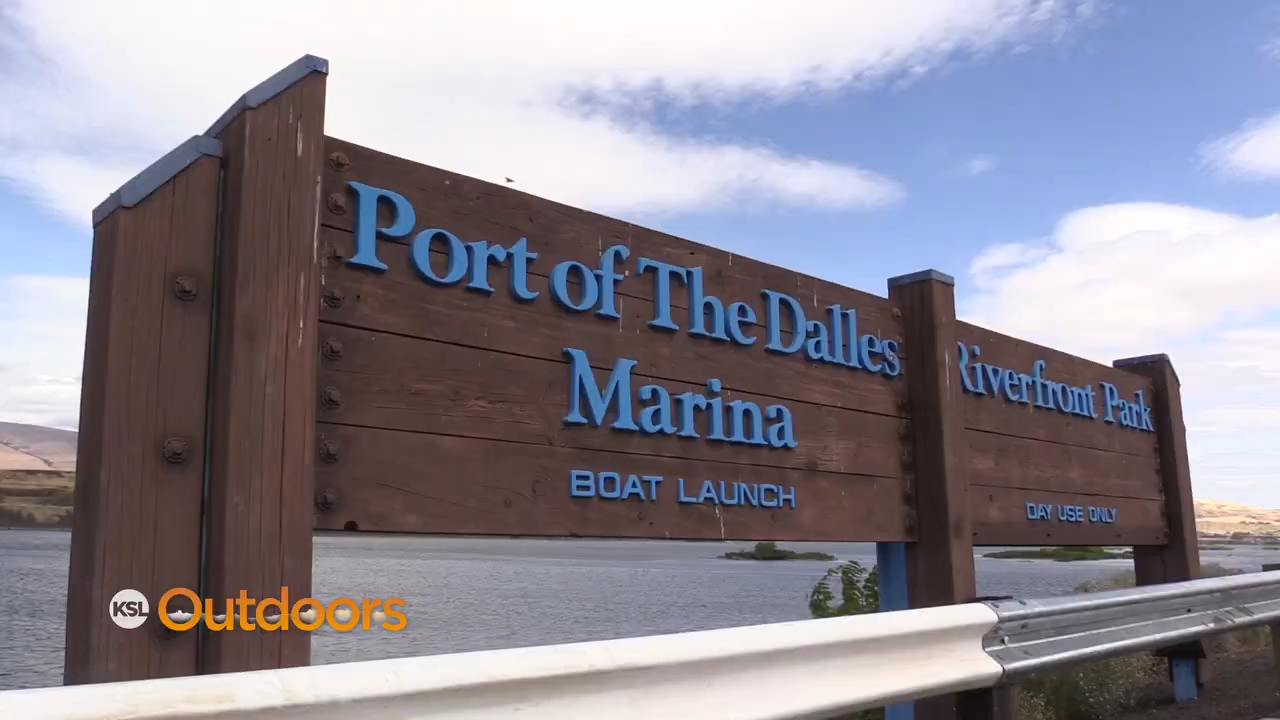 Port of The Dalles
Marina
BOAT LAUNCH
Riverfront Park
DAY USE ONLY
KSL Outdoors